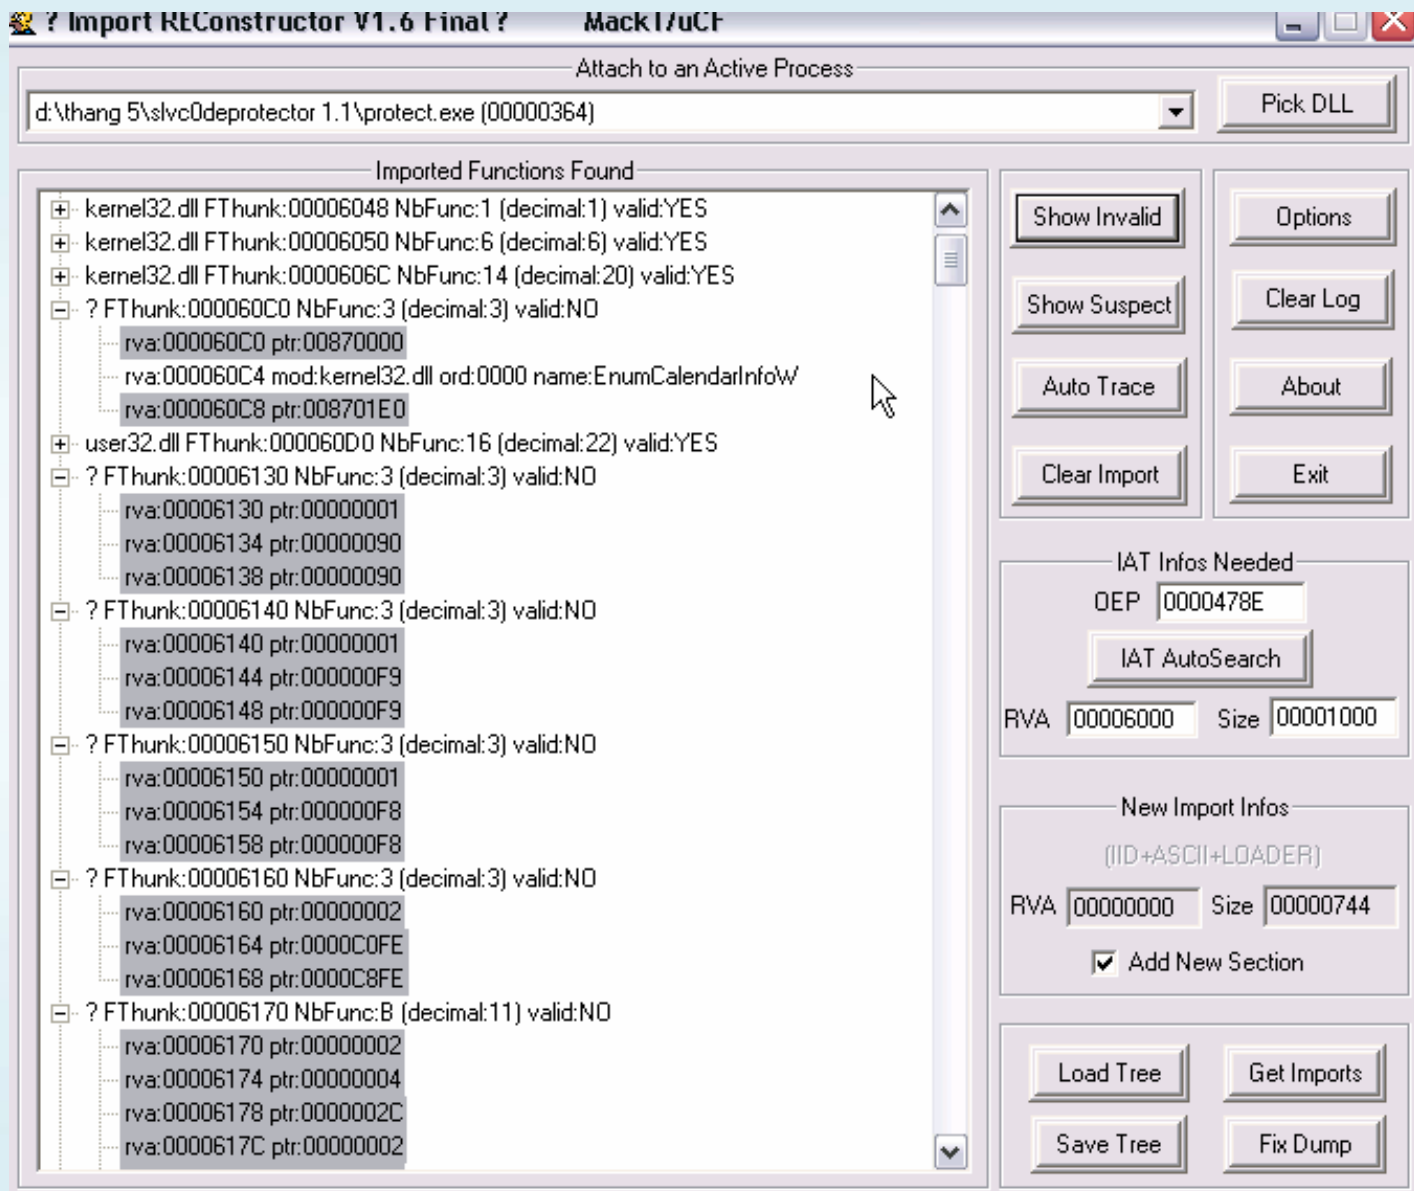 ? Import REConstructor V1.6 Final ? MackT/uCF
Attach to an Active Process
d:\thang 5\slvc0deprotector 1.1\protect.exe (00000364)
Pick DLL
Imported Functions Found
kernel32.dll FThunk:00006048 NbFunc:1 (decimal:1) valid:YES
kernel32.dll FThunk:00006050 NbFunc:6 (decimal:6) valid:YES
kernel32.dll FThunk:0000606C NbFunc:14 (decimal:20) valid:YES
? FThunk:000060C0 NbFunc:3 (decimal:3) valid:NO
rva:000060C0 ptr:00870000
rva:000060C4 mod:kernel32.dll ord:0000 name:EnumCalendarInfoW
rva:000060C8 ptr:008701E0
user32.dll FThunk:000060D0 NbFunc:16 (decimal:22) valid:YES
? FThunk:00006130 NbFunc:3 (decimal:3) valid:NO
rva:00006130 ptr:00000001
rva:00006134 ptr:00000090
rva:00006138 ptr:00000090
? FThunk:00006140 NbFunc:3 (decimal:3) valid:NO
rva:00006140 ptr:00000001
rva:00006144 ptr:000000F9
rva:00006148 ptr:000000F9
? FThunk:00006150 NbFunc:3 (decimal:3) valid:NO
rva:00006150 ptr:00000001
rva:00006154 ptr:000000F8
rva:00006158 ptr:000000F8
? FThunk:00006160 NbFunc:3 (decimal:3) valid:NO
rva:00006160 ptr:00000002
rva:00006164 ptr:0000C0FE
rva:00006168 ptr:0000C8FE
? FThunk:00006170 NbFunc:B (decimal:11) valid:NO
rva:00006170 ptr:00000002
rva:00006174 ptr:00000004
rva:00006178 ptr:0000002C
rva:0000617C ptr:00000002
Show Invalid
Options
Show Suspect
Clear Log
Auto Trace
About
Clear Import
Exit
IAT Infos Needed
OEP 0000478E
IAT AutoSearch
RVA 00006000 Size 00001000
New Import Infos
(IID+ASCII+LOADER)
RVA 00000000 Size 00000744
Add New Section
Load Tree
Get Imports
Save Tree
Fix Dump